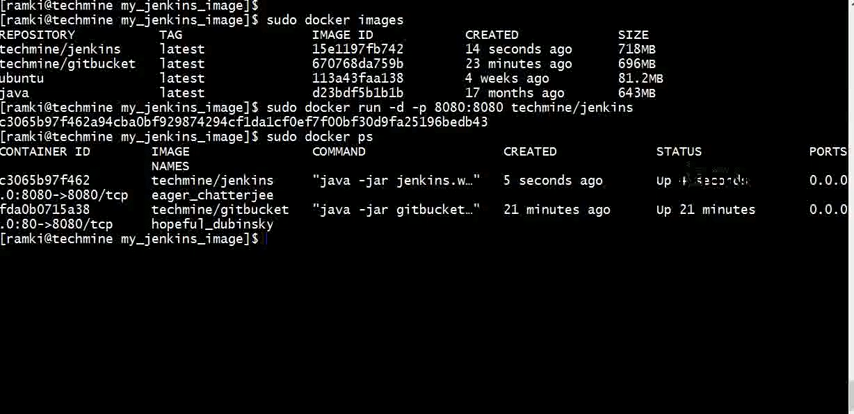 [ramki@techmine my_jenkins_image]$
[ramki@techmine my_jenkins_image]$ sudo docker images
REPOSITORY TAG IMAGE ID CREATED SIZE
techmine/jenkins latest 15e1197fb742 14 seconds ago 718MB
techmine/gitbucket latest 670768da759b 23 minutes ago 696MB
ubuntu latest 113a43faa138 4 weeks ago 81.2MB
java latest d23bdf5b1b1b 17 months ago 643MB
[ramki@techmine my_jenkins_image]$ sudo docker run -d -p 8080:8080 techmine/jenkins
c3065b97f462a94cba0bf929874294cf1da1cf0ef7f00bf30d9fa25196bedb43
[ramki@techmine my_jenkins_image]$ sudo docker ps
CONTAINER ID IMAGE COMMAND CREATED STATUS PORTS
NAMES
c3065b97f462 techmine/jenkins "java -jar jenkins.w…" 5 seconds ago Up seconds 0.0.0
.0:8080->8080/tcp eager_chatterjee
fda0b0715a38 techmine/gitbucket "java -jar gitbucket…" 21 minutes ago Up 21 minutes 0.0.0
.0:80->8080/tcp hopeful_dubinsky
[ramki@techmine my_jenkins_image]$